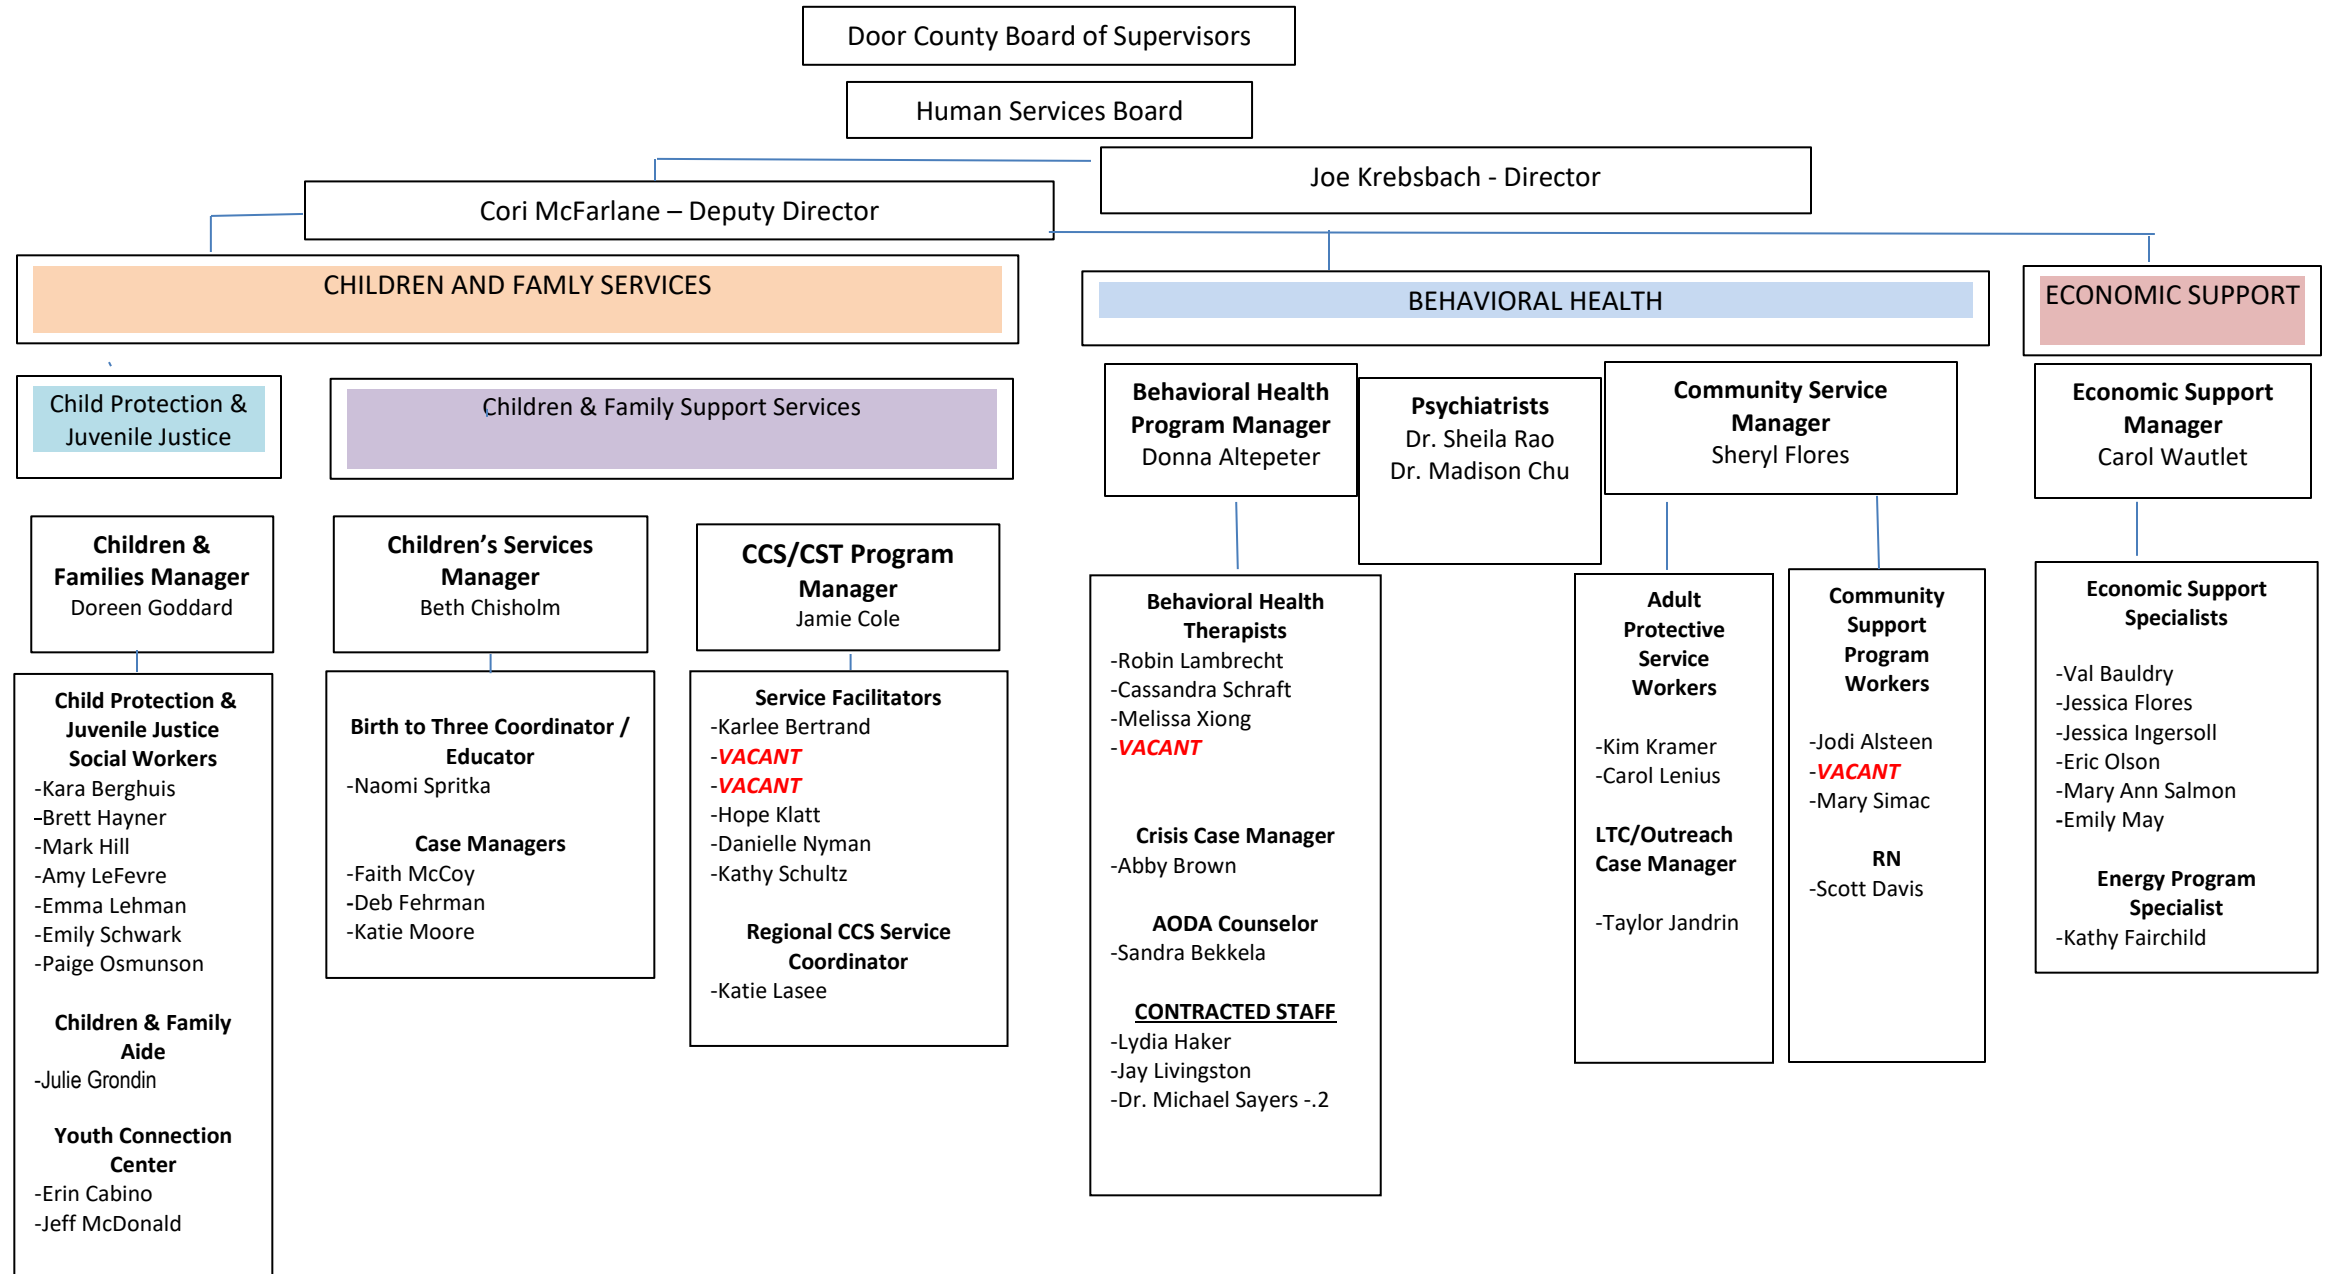 Door County Board of Supervisors
Human Services Board
Joe Krebsbach - Director
Cori McFarlane – Deputy Director
CHILDREN AND FAMLY SERVICES
BEHAVIORAL HEALTH
ECONOMIC SUPPORT
Child Protection &
Juvenile Justice
Children & Family Support Services
Behavioral Health
Program Manager
Donna Altepeter
Psychiatrists
Dr. Sheila Rao
Dr. Madison Chu
Community Service
Manager
Sheryl Flores
Economic Support
Manager
Carol Wautlet
Children &
Families Manager
Doreen Goddard
Children’s Services
Manager
Beth Chisholm
CCS/CST Program
Manager
Jamie Cole
Child Protection &
Juvenile Justice
Social Workers
-Kara Berghuis
-Brett Hayner
-Mark Hill
-Amy LeFevre
-Emma Lehman
-Emily Schwark
-Paige Osmunson
Children & Family
Aide
-Julie Grondin
Youth Connection
Center
-Erin Cabino
-Jeff McDonald
Birth to Three Coordinator /
Educator
-Naomi Spritka
Case Managers
-Faith McCoy
-Deb Fehrman
-Katie Moore
Service Facilitators
-Karlee Bertrand
-VACANT
-VACANT
-Hope Klatt
-Danielle Nyman
-Kathy Schultz
Regional CCS Service
Coordinator
-Katie Lasee
Behavioral Health
Therapists
-Robin Lambrecht
-Cassandra Schraft
-Melissa Xiong
-VACANT
Crisis Case Manager
-Abby Brown
AODA Counselor
-Sandra Bekkela
CONTRACTED STAFF
-Lydia Haker
-Jay Livingston
-Dr. Michael Sayers -.2
Adult
Protective
Service
Workers
-Kim Kramer
-Carol Lenius
LTC/Outreach
Case Manager
-Taylor Jandrin
Community
Support
Program
Workers
-Jodi Alsteen
-VACANT
-Mary Simac
RN
-Scott Davis
Economic Support
Specialists
-Val Bauldry
-Jessica Flores
-Jessica Ingersoll
-Eric Olson
-Mary Ann Salmon
-Emily May
Energy Program
Specialist
-Kathy Fairchild